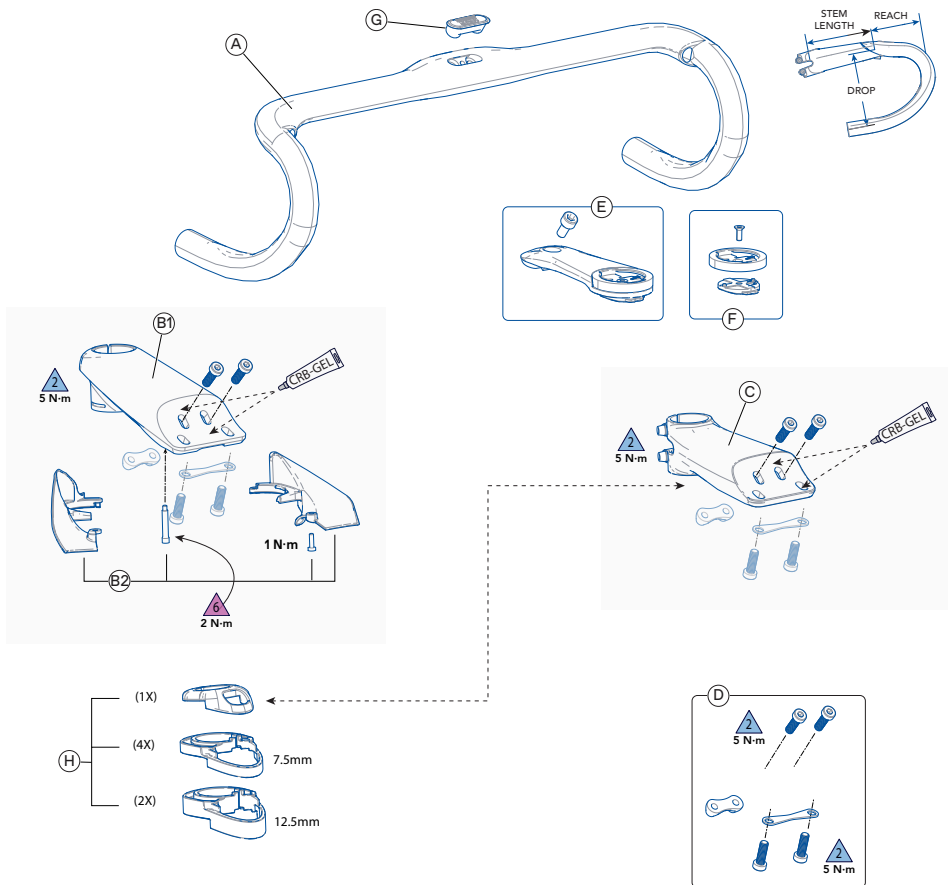 G
A
STEM
LENGTH
REACH
DROP
E
F
B1
2
5 N·m
CRB-GEL
1 N·m
B2
6
2 N·m
C
2
5 N·m
CRB-GEL
H
(1X)
(4X)
7.5mm
(2X)
12.5mm
D
2
5 N·m
2
5 N·m